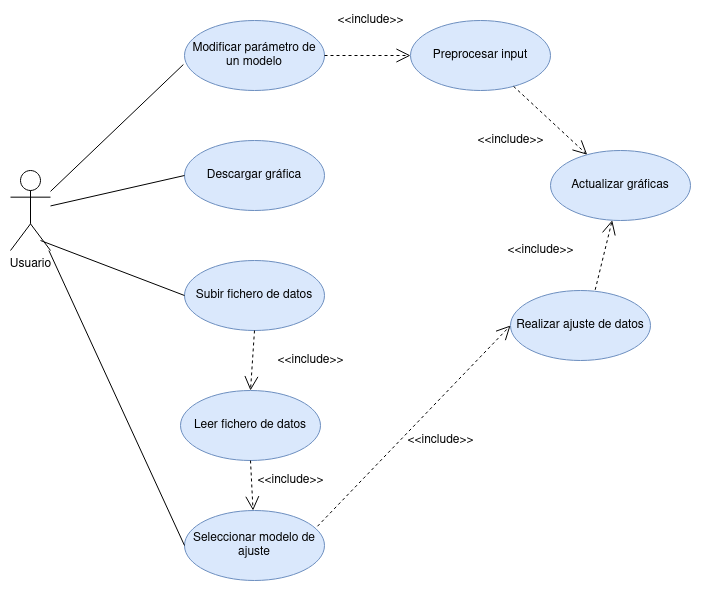 <<include>>
Modificar parámetro de
un modelo
Preprocesar input
<<include>>
Descargar gráfica
Actualizar gráficas
Usuario
<<include>>
Subir fichero de datos
Realizar ajuste de datos
<<include>>
Leer fichero de datos
<<include>>
<<include>>
Seleccionar modelo de
ajuste